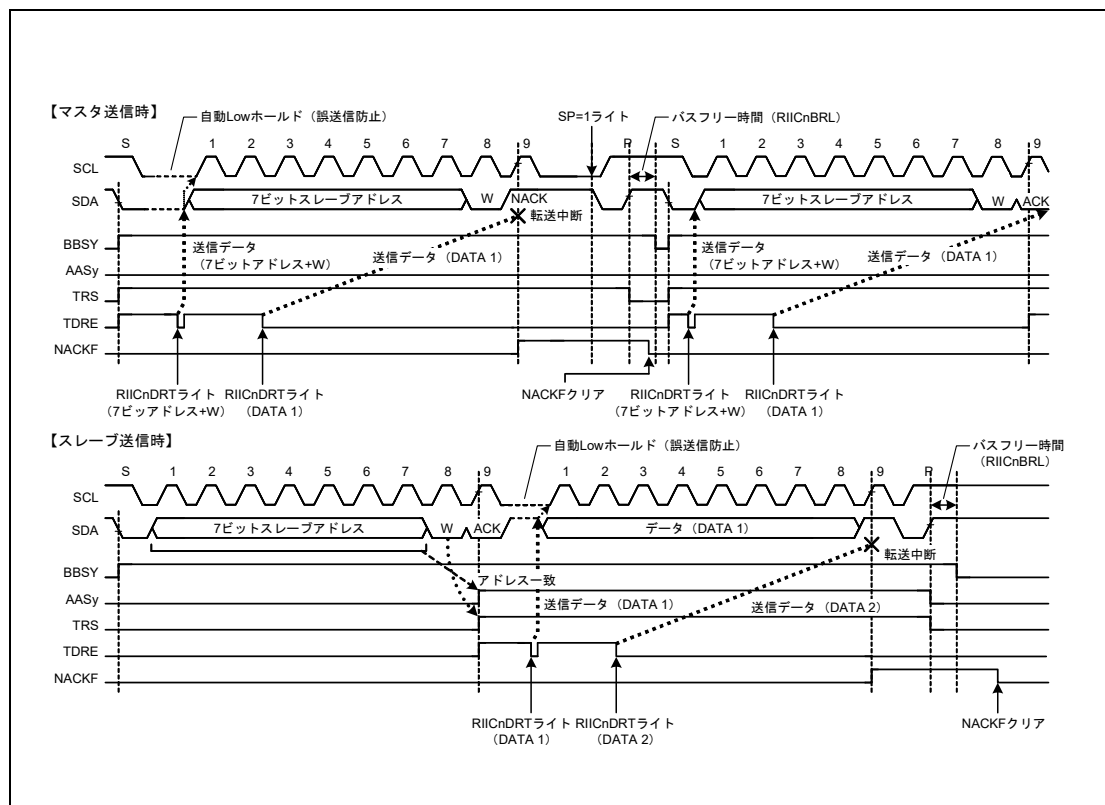 【マスタ送信時】
自動Lowホールド（誤送信防止）
SP=1ライト
バスフリー時間（RIICnBRL）
S 1 2 3 4 5 6 7 8 9 P S 1 2 3 4 5 6 7 8 9
SCL
SDA 7ビットスレーブアドレス W NACK 7ビットスレーブアドレス W ACK
転送中断
BBSY
送信データ
（7ビットアドレス+W）
送信データ（DATA 1）
送信データ
（7ビットアドレス+W）
送信データ（DATA 1）
AASy
TRS
TDRE
NACKF
RIICnDRTライト
（7ビッアドレス+W）
RIICnDRTライト
（DATA 1）
NACKFクリア
RIICnDRTライト
（7ビットアドレス+W）
RIICnDRTライト
（DATA 1）
【スレーブ送信時】
自動Lowホールド（誤送信防止）
バスフリー時間
（RIICnBRL）
S 1 2 3 4 5 6 7 8 9 1 2 3 4 5 6 7 8 9 P
SCL
SDA 7ビットスレーブアドレス W ACK データ（DATA 1）
転送中断
BBSY
アドレス一致
AASy
送信データ（DATA 1） 送信データ（DATA 2）
TRS
TDRE
NACKF
RIICnDRTライト
（DATA 1）
RIICnDRTライト
（DATA 2）
NACKFクリア